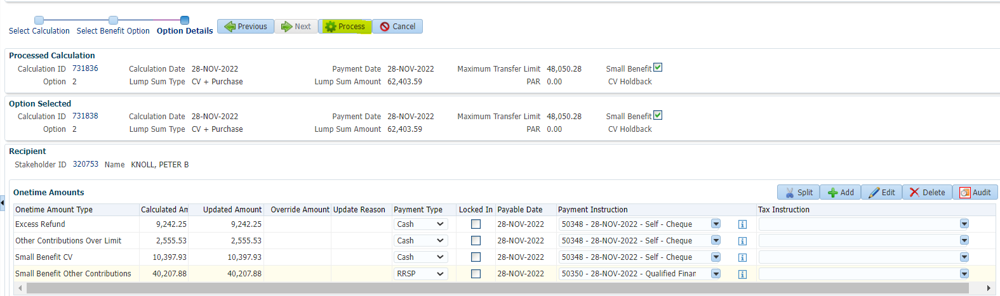 Select Calculation Select Benefit Option Option Details Previous Next Process Cancel
Processed Calculation
Calculation ID 731836 Calculation Date 28-NOV-2022 Payment Date 28-NOV-2022 Maximum Transfer Limit 48,050.28 Small Benefit
Option 2 Lump Sum Type CV + Purchase Lump Sum Amount 62,403.59 PAR 0.00 CV Holdback
Option Selected
Calculation ID 731838 Calculation Date 28-NOV-2022 Payment Date 28-NOV-2022 Maximum Transfer Limit 48,050.28 Small Benefit
Option 2 Lump Sum Type CV + Purchase Lump Sum Amount 62,403.59 PAR 0.00 CV Holdback
Recipient
Stakeholder ID 320753 Name KNOLL, PETER B
Onetime Amounts Split Add Edit Delete Audit
Onetime Amount Type Calculated Am Updated Amount Override Amount Update Reason Payment Type Locked In Payable Date Payment Instruction Tax Instruction
Excess Refund 9,242.25 9,242.25 Cash 28-NOV-2022 50348 - 28-NOV-2022 - Self - Cheque
Other Contributions Over Limit 2,555.53 2,555.53 Cash 28-NOV-2022 50348 - 28-NOV-2022 - Self - Cheque
Small Benefit CV 10,397.93 10,397.93 Cash 28-NOV-2022 50348 - 28-NOV-2022 - Self - Cheque
Small Benefit Other Contributions 40,207.88 40,207.88 RRSP 28-NOV-2022 50350 - 28-NOV-2022 - Qualified Finan